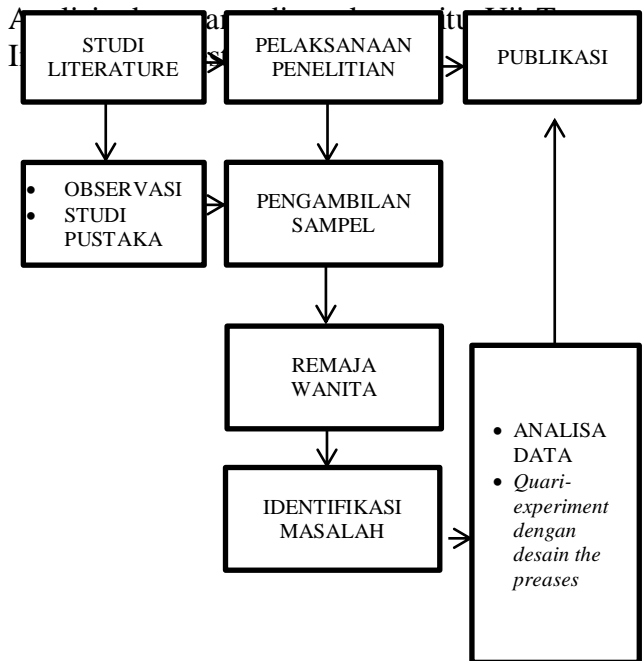 STUDI
LITERATURE
PELAKSANAAN
PENELITIAN
PUBLIKASI
• OBSERVASI
• STUDI
PUSTAKA
PENGAMBILAN
SAMPEL
REMAJA
WANITA
IDENTIFIKASI
MASALAH
• ANALISA
DATA
• Quari-
experiment
dengan
desain the
preases